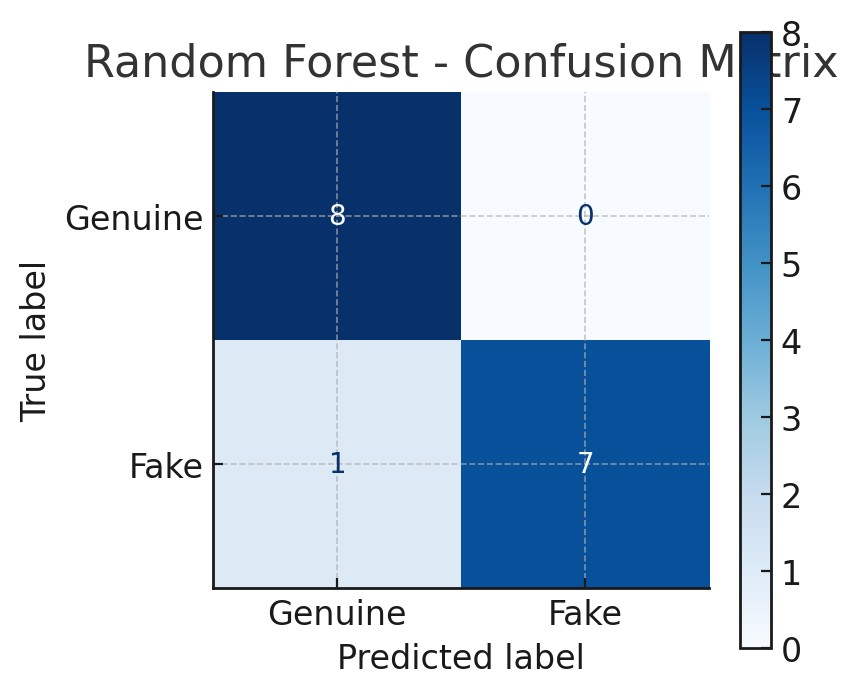 Random Forest - Confusion Matrix
8
7
6
5
4
3
2
1
0
True label
Genuine
8
0
Fake
1
7
Genuine
Fake
Predicted label